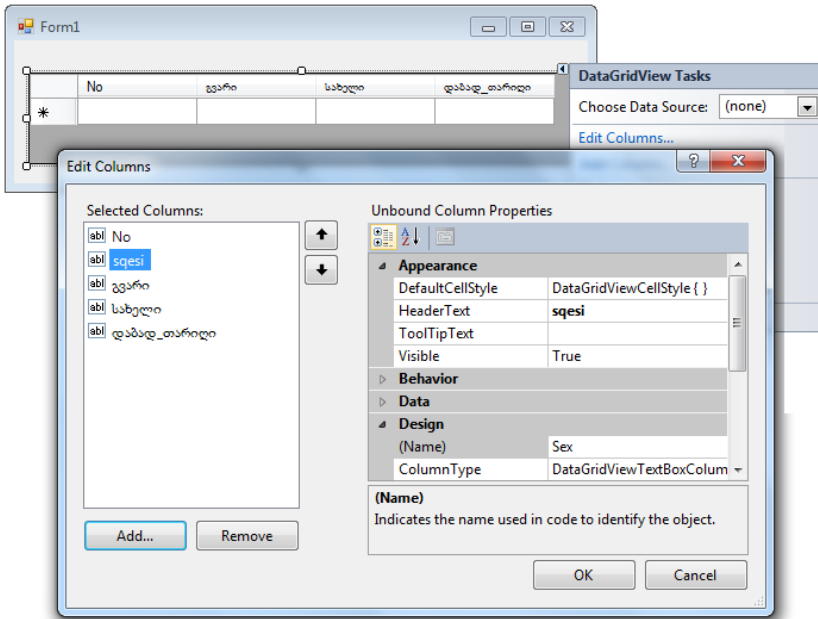 Form1
No გვარი სახელი დაბად_თარიღი
DataGridView Tasks
Choose Data Source: (none)
Edit Columns...
Edit Columns
Selected Columns:
No
sqesi
გვარი
სახელი
დაბად_თარიღი
Add... Remove
Unbound Column Properties
Appearance
DefaultCellStyle DataGridViewCellStyle { }
HeaderText sqesi
ToolTipText
Visible True
Behavior
Data
Design
(Name) Sex
ColumnType DataGridViewTextBoxColum
(Name)
Indicates the name used in code to identify the object.
OK Cancel